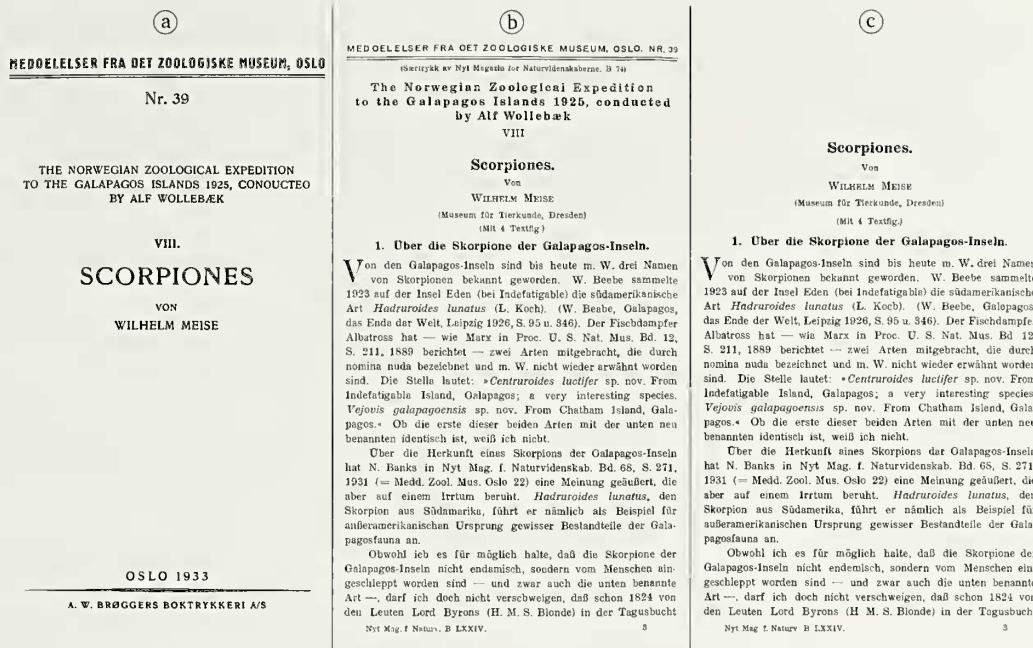 a
MEDDELELSER FRA DET ZOOLOGISKE MUSEUM, OSLO
Nr. 39
THE NORWEGIAN ZOOLOGICAL EXPEDITION
TO THE GALAPAGOS ISLANDS 1925, CONDUCTED
BY ALF WOLLEBÆK
VIII.
SCORPIONES
VON
WILHELM MEISE
OSLO 1933
A. W. BRØGGERS BOKTRYKKERI A/S
b
MEDDELELSER FRA DET ZOOLOGISKE MUSEUM, OSLO. NR. 39
(Særtrykk av Nyt Magazin for Naturvidenskaberne. B 74)
The Norwegian Zoological Expedition
to the Galapagos Islands 1925, conducted
by Alf Wollebæk
VIII
Scorpiones.
Von
WILHELM MEISE
(Museum für Tierkunde, Dresden)
(Mit 4 Textfig.)
1. Über die Skorpione der Galapagos-Inseln.
Von den Galapagos-Inseln sind bis heute m. W. drei Namen
von Skorpionen bekannt geworden. W. Beebe sammelte
1923 auf der Insel Eden (bei Indefatigable) die südamerikanische
Art Hadruroides lunatus (L. Koch). (W. Beebe, Galapagos,
das Ende der Welt, Leipzig 1926, S. 95 u. 346). Der Fischdampfer
Albatross hat — wie Marx in Proc. U. S. Nat. Mus. Bd. 12,
S. 211, 1889 berichtet — zwei Arten mitgebracht, die durch
nomina nuda bezeichnet und m. W. nicht wieder erwähnt worden
sind. Die Stelle lautet: »Centruroides luctifer sp. nov. From
Indefatigable Island, Galapagos; a very interesting species.
Vejovis galapagoensis sp. nov. From Chatham Island, Gala-
pagos.« Ob die erste dieser beiden Arten mit der unten neu
benannten identisch ist, weiß ich nicht.
Über die Herkunft eines Skorpions der Galapagos-Inseln
hat N. Banks in Nyt Mag. f. Naturvidenskab. Bd. 68, S. 271,
1931 (= Medd. Zool. Mus. Oslo 22) eine Meinung geäußert, die
aber auf einem Irrtum beruht. Hadruroides lunatus, den
Skorpion aus Südamerika, führt er nämlich als Beispiel für
außeramerikanischen Ursprung gewisser Bestandteile der Gala-
pagosfauna an.
Obwohl ich es für möglich halte, daß die Skorpione der
Galapagos-Inseln nicht endemisch, sondern vom Menschen ein-
geschleppt worden sind — und zwar auch die unten benannte
Art —, darf ich doch nicht verschweigen, daß schon 1824 von
den Leuten Lord Byrons (H. M. S. Blonde) in der Tagusbucht
Nyt Mag. f. Naturv. B LXXIV. 3
c
Scorpiones.
Von
WILHELM MEISE
(Museum für Tierkunde, Dresden)
(Mit 4 Textfig.)
1. Über die Skorpione der Galapagos-Inseln.
Von den Galapagos-Inseln sind bis heute m. W. drei Namen
von Skorpionen bekannt geworden. W. Beebe sammelte
1923 auf der Insel Eden (bei Indefatigable) die südamerikanische
Art Hadruroides lunatus (L. Koch). (W. Beebe, Galapagos
das Ende der Welt, Leipzig 1926, S. 95 u. 346). Der Fischdampfe
Albatross hat — wie Marx in Proc. U. S. Nat. Mus. Bd 12
S. 211, 1889 berichtet — zwei Arten mitgebracht, die durch
nomina nuda bezeichnet und m. W. nicht wieder erwähnt worden
sind. Die Stelle lautet: »Centruroides luctifer sp. nov. From
Indefatigable Island, Galapagos; a very interesting species
Vejovis galapagoensis sp. nov. From Chatham Island, Gala
pagos.« Ob die erste dieser beiden Arten mit der unten neu
benannten identisch ist, weiß ich nicht.
Über die Herkunft eines Skorpions der Galapagos-Inseln
hat N. Banks in Nyt Mag. f. Naturvidenskab. Bd. 68, S. 271
1931 (= Medd. Zool. Mus. Oslo 22) eine Meinung geäußert, die
aber auf einem Irrtum beruht. Hadruroides lunatus, den
Skorpion aus Südamerika, führt er nämlich als Beispiel für
außeramerikanischen Ursprung gewisser Bestandteile der Gala
pagosfauna an.
Obwohl ich es für möglich halte, daß die Skorpione de
Galapagos-Inseln nicht endemisch, sondern vom Menschen ein
geschleppt worden sind — und zwar auch die unten benannte
Art —, darf ich doch nicht verschweigen, daß schon 1824 von
den Leuten Lord Byrons (H M. S. Blonde) in der Tagusbuch
Nyt Mag f. Naturv B LXXIV. 3